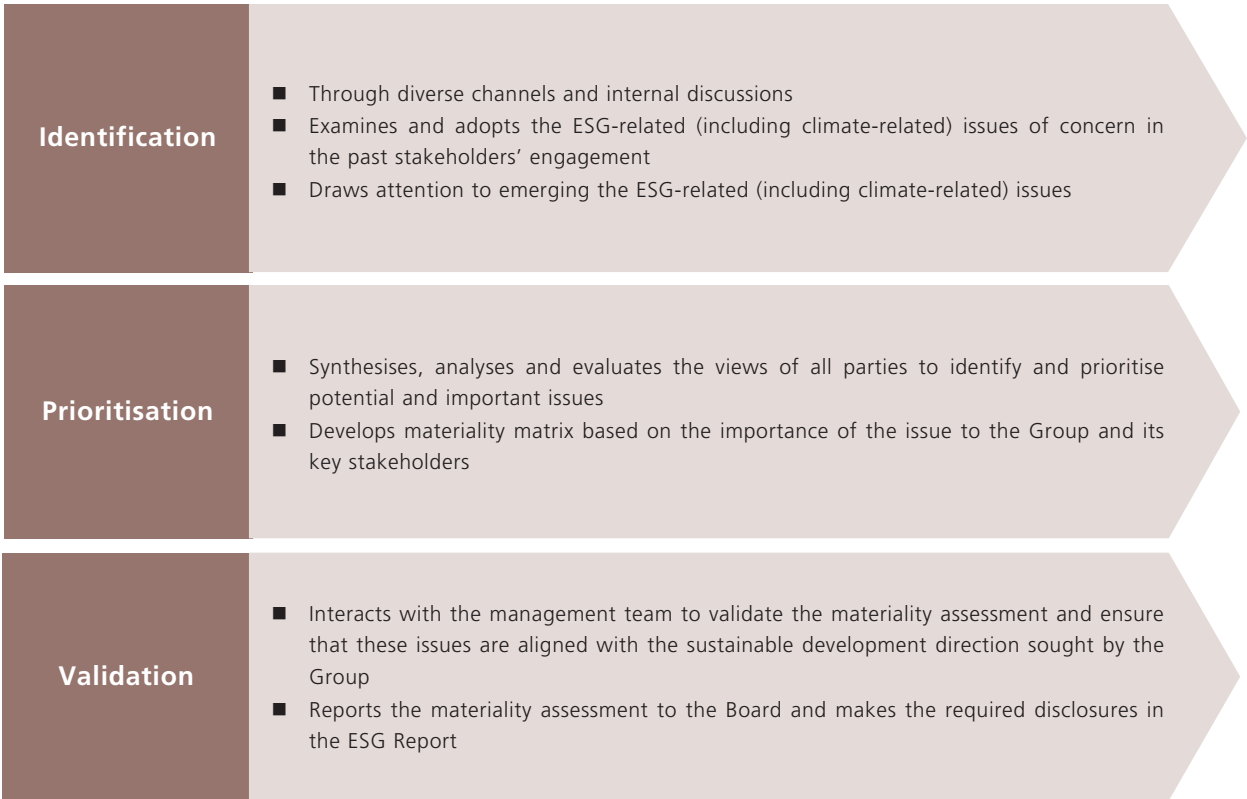 Identification
■ Through diverse channels and internal discussions
■ Examines and adopts the ESG-related (including climate-related) issues of concern in
the past stakeholders’ engagement
■ Draws attention to emerging the ESG-related (including climate-related) issues
Prioritisation
■ Synthesises, analyses and evaluates the views of all parties to identify and prioritise
potential and important issues
■ Develops materiality matrix based on the importance of the issue to the Group and its
key stakeholders
Validation
■ Interacts with the management team to validate the materiality assessment and ensure
that these issues are aligned with the sustainable development direction sought by the
Group
■ Reports the materiality assessment to the Board and makes the required disclosures in
the ESG Report